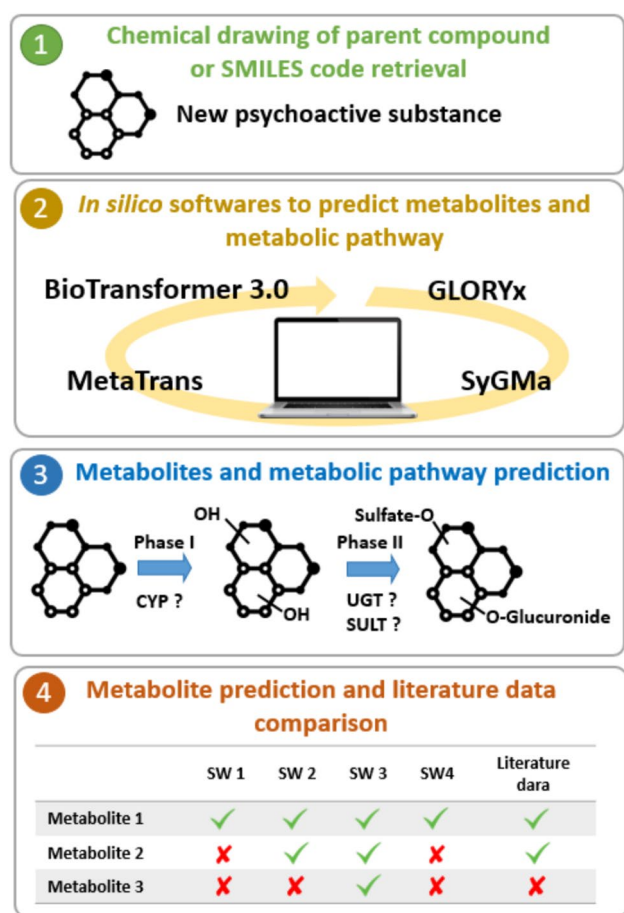 1
Chemical drawing of parent compound
or SMILES code retrieval
New psychoactive substance
2
In silico softwares to predict metabolites and
metabolic pathway
BioTransformer 3.0
GLORYx
MetaTrans
SyGMa
3
Metabolites and metabolic pathway prediction
OH
Phase I
CYP ?
OH
Phase II
UGT ?
SULT ?
Sulfate-O
O-Glucuronide
4
Metabolite prediction and literature data
comparison
SW 1 SW 2 SW 3 SW4 Literature
dara
Metabolite 1 ✓ ✓ ✓ ✓ ✓
Metabolite 2 ✗ ✓ ✓ ✗ ✓
Metabolite 3 ✗ ✗ ✓ ✗ ✗